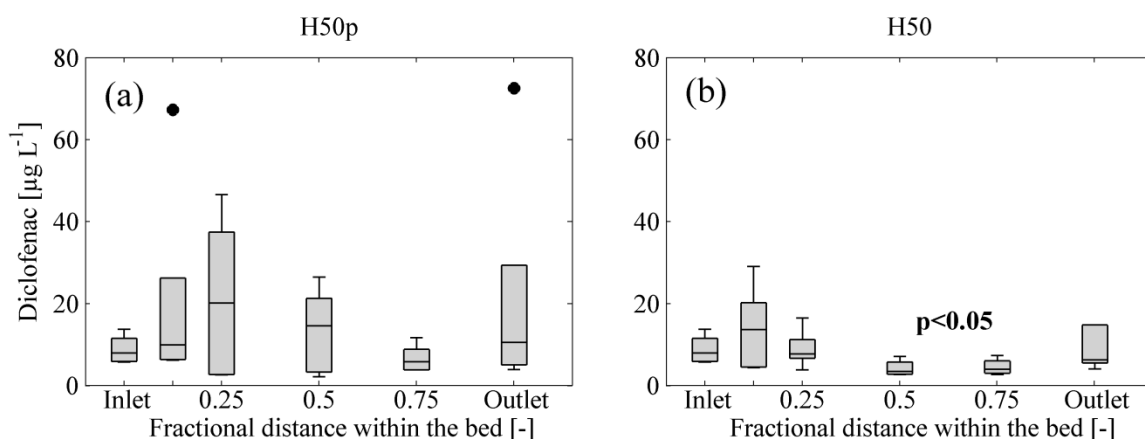 H50p
H50
(a)
(b)
Diclofenac [µg L⁻¹]
80
60
40
20
0
80
60
40
20
0
p<0.05
Inlet 0.25 0.5 0.75 Outlet
Inlet 0.25 0.5 0.75 Outlet
Fractional distance within the bed [-]
Fractional distance within the bed [-]